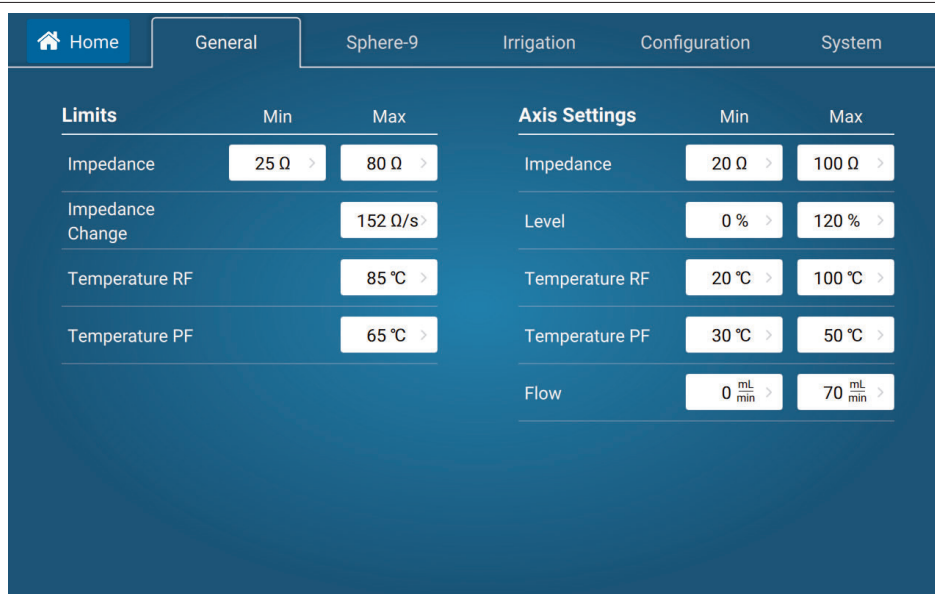 Home General Sphere-9 Irrigation Configuration System
Limits Min Max
Impedance 25 Ω 80 Ω
Impedance
Change 152 Ω/s
Temperature RF 85 ℃
Temperature PF 65 ℃
Axis Settings Min Max
Impedance 20 Ω 100 Ω
Level 0 % 120 %
Temperature RF 20 ℃ 100 ℃
Temperature PF 30 ℃ 50 ℃
Flow 0 mL/min 70 mL/min